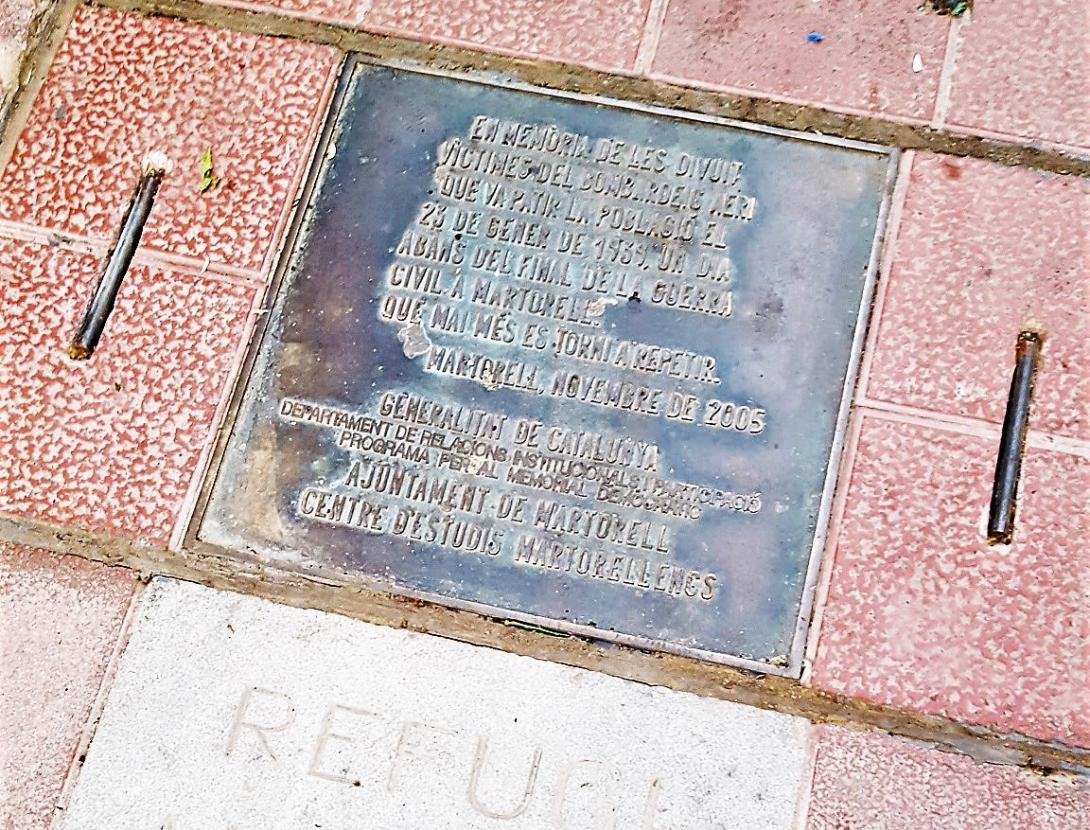 EN MEMÒRIA DE LES DIVUIT
VÍCTIMES DEL BOMBARDEIG AERI
QUE VA PATIR LA POBLACIÓ EL
23 DE GENER DE 1939, UN DIA
ABANS DEL FINAL DE LA GUERRA
CIVIL A MARTORELL.
QUE MAI MÉS ES TORNI A REPETIR.
MARTORELL, NOVEMBRE DE 2005
GENERALITAT DE CATALUNYA
DEPARTAMENT DE RELACIONS INSTITUCIONALS I PARTICIPACIÓ
PROGRAMA PER AL MEMORIAL DEMOCRÀTIC
AJUNTAMENT DE MARTORELL
CENTRE D'ESTUDIS MARTORELLENCS
REFUGI